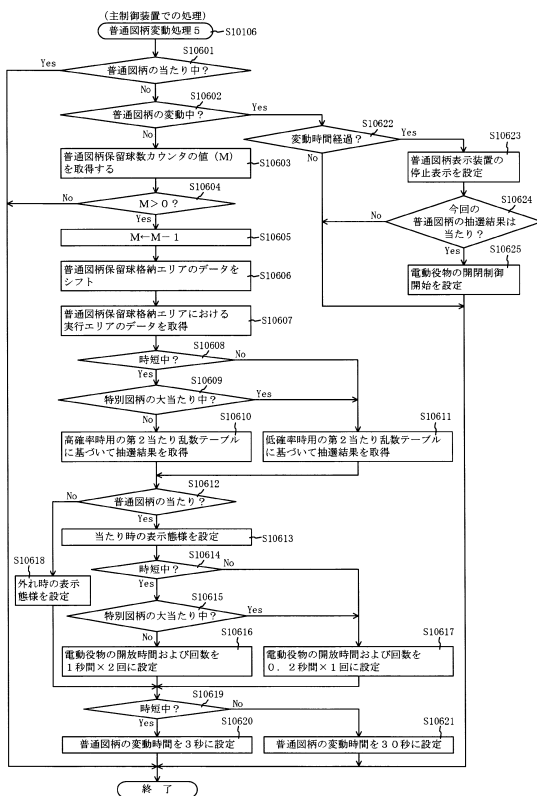 (主制御装置での処理)
普通図柄変動処理5
S10106
S10601
普通図柄の当たり中?
Yes
No
S10602
普通図柄の変動中?
Yes
No
S10622
変動時間経過?
Yes
No
S10623
普通図柄表示装置の
停止表示を設定
S10624
今回の
普通図柄の抽選結果は
当たり?
No
Yes
S10625
電動役物の開閉制御
開始を設定
普通図柄保留球数カウンタの値(M)
を取得する
S10603
S10604
M>0?
No
Yes
M←M-1
S10605
普通図柄保留球格納エリアのデータを
シフト
S10606
普通図柄保留球格納エリアにおける
実行エリアのデータを取得
S10607
S10608
時短中?
No
Yes
S10609
特別図柄の大当たり中?
Yes
No
S10610
高確率時用の第2当たり乱数テーブル
に基づいて抽選結果を取得
S10611
低確率時用の第2当たり乱数テーブル
に基づいて抽選結果を取得
S10612
普通図柄の当たり?
No
Yes
当たり時の表示態様を設定
S10613
S10614
時短中?
No
Yes
S10618
外れ時の表示
態様を設定
S10615
特別図柄の大当たり中?
Yes
No
S10616
電動役物の開放時間および回数を
1秒間×2回に設定
S10617
電動役物の開放時間および回数を
0.2秒間×1回に設定
S10619
時短中?
No
Yes
S10620
普通図柄の変動時間を3秒に設定
S10621
普通図柄の変動時間を30秒に設定
終了